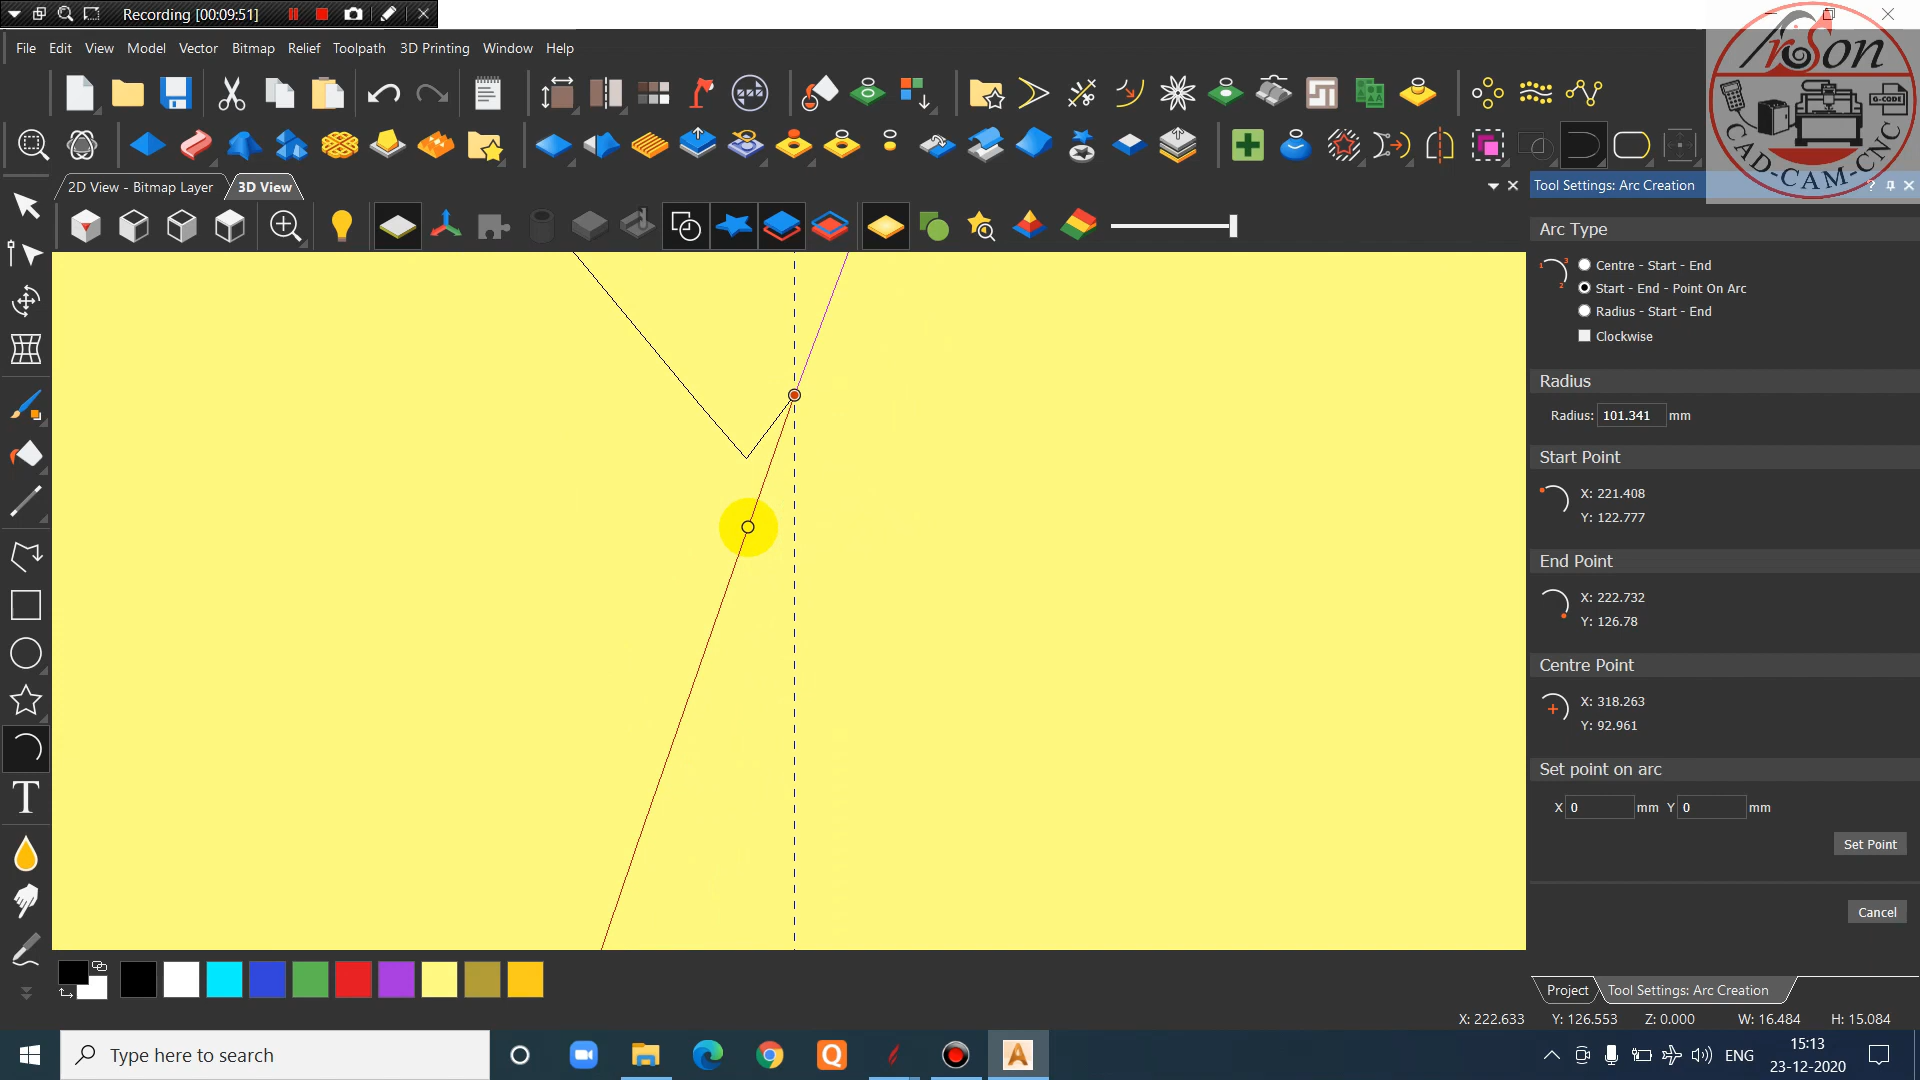 Recording [00:09:51]
File Edit View Model Vector Bitmap Relief Toolpath 3D Printing Window Help
ArSon
G-CODE
CAD-CAM-CNC
2D View - Bitmap Layer
3D View
Tool Settings: Arc Creation
Arc Type
Centre - Start - End
Start - End - Point On Arc
Radius - Start - End
Clockwise
Radius
Radius: 101.341 mm
Start Point
X: 221.408
Y: 122.777
End Point
X: 222.732
Y: 126.78
Centre Point
X: 318.263
Y: 92.961
Set point on arc
X 0 mm Y 0 mm
Set Point
Cancel
T
Project
Tool Settings: Arc Creation
X: 222.633 Y: 126.553 Z: 0.000 W: 16.484 H: 15.084
Type here to search
ENG
15:13
23-12-2020